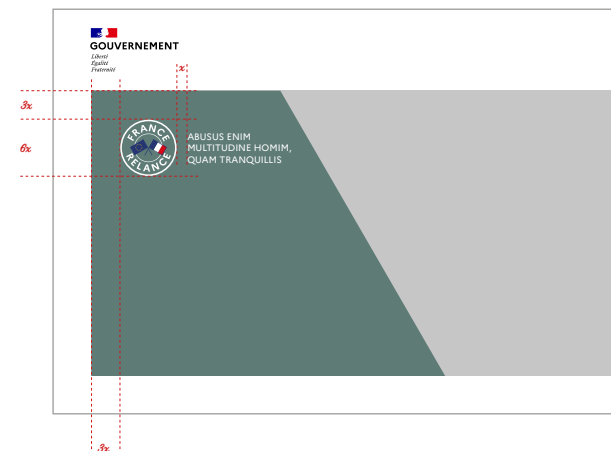 GOUVERNEMENT
Liberté
Égalité
Fraternité
x
3x
6x
FRANCE
RELANCE
ABUSUS ENIM
MULTITUDINE HOMIM,
QUAM TRANQUILLIS
3x